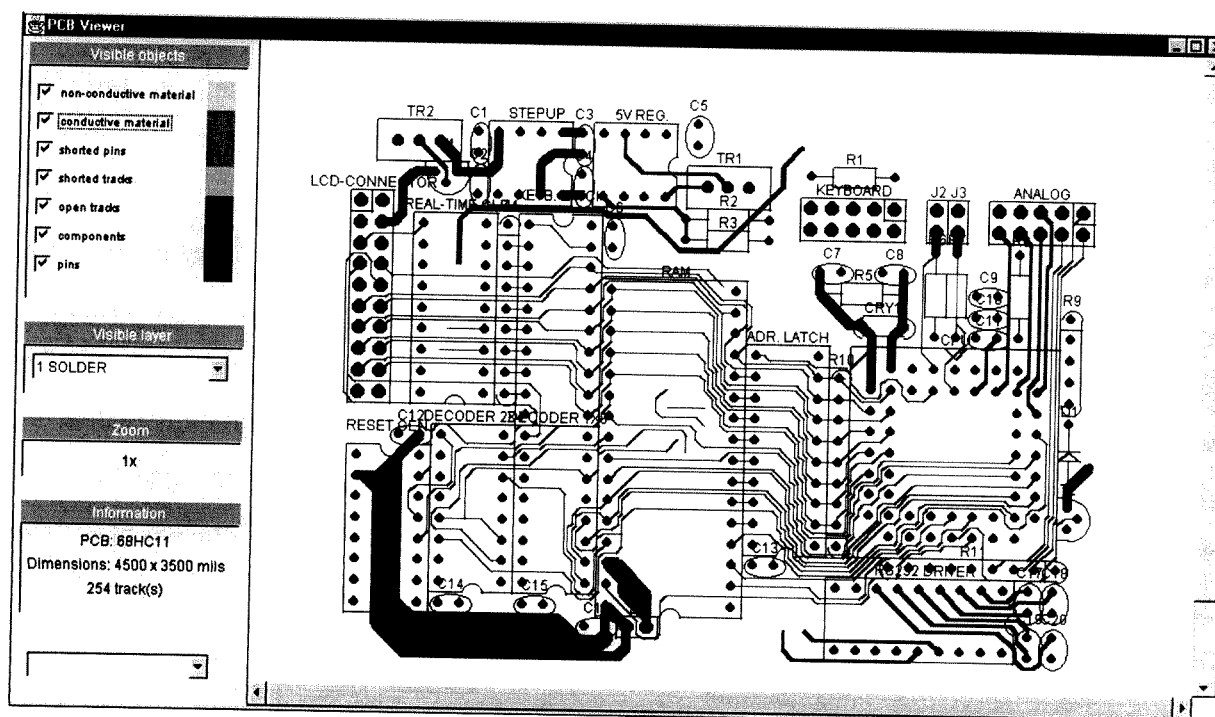 PCB Viewer
Visible objects
non-conductive material
conductive material
shorted pins
shorted tracks
open tracks
components
pins
Visible layer
1 SOLDER
Zoom
1x
Information
PCB: 68HC11
Dimensions: 4500 x 3500 mils
254 track(s)
TR2
C1
STEPUP
C3
5V REG.
C5
TR1
R1
LCD-CONNECTOR
KEYBOARD
J2 J3
ANALOG
R2
REAL-TIME
R3
RAM
C7
C8
R5
C9
R9
ADR. LATCH
C12
DECODER
RESET
C13
R11
C14
C15
RS232 DRIVER